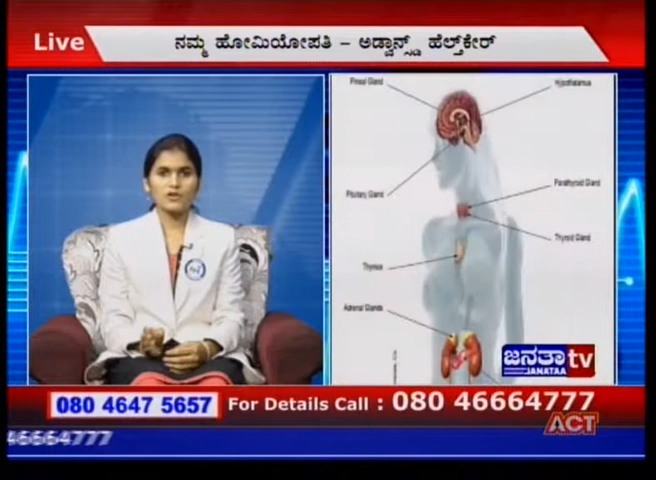 Live
ನಮ್ಮ ಹೋಮಿಯೋಪತಿ – ಅಡ್ವಾನ್ಸ್ಡ್ ಹೆಲ್ತ್‌ಕೇರ್
Pineal Gland
Hypothalamus
Pituitary Gland
Parathyroid Gland
Thyroid Gland
Thymus
Adrenal Glands
ಜನತಾ tv
JANATAA
080 4647 5657
For Details Call : 080 46664777
ACT
46664777